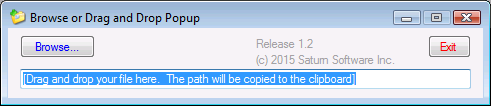 Browse or Drag and Drop Popup
Browse...
Release 1.2
Exit
(c) 2015 Saturn Software Inc.
[Drag and drop your file here.  The path will be copied to the clipboard]